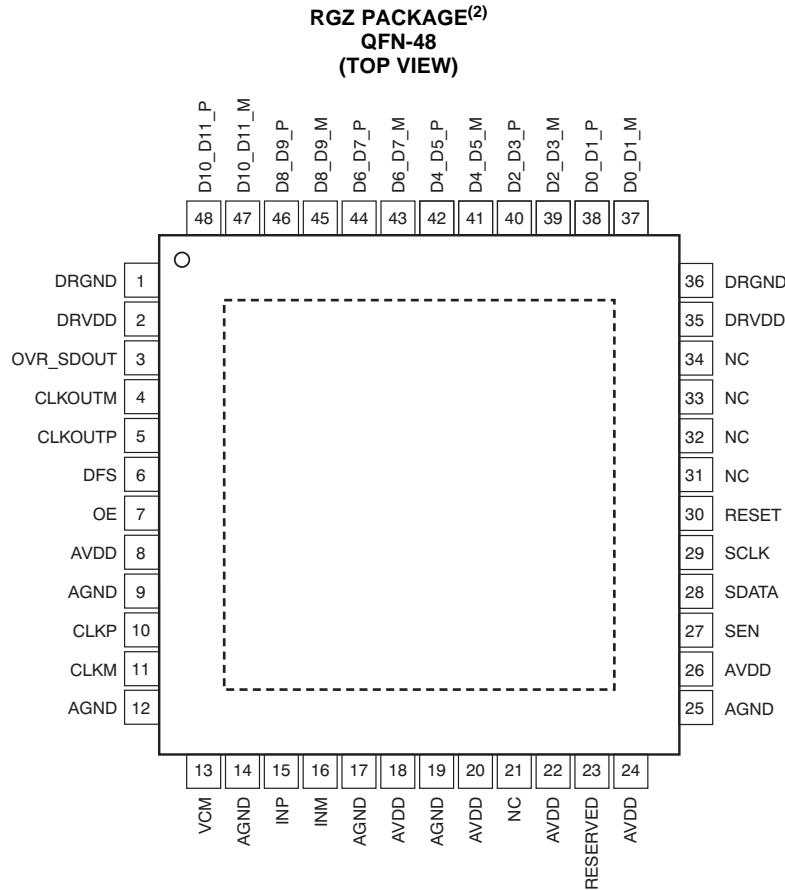 RGZ PACKAGE(2)
QFN-48
(TOP VIEW)
D10_D11_P
D10_D11_M
D8_D9_P
D8_D9_M
D6_D7_P
D6_D7_M
D4_D5_P
D4_D5_M
D2_D3_P
D2_D3_M
D0_D1_P
D0_D1_M
48 47 46 45 44 43 42 41 40 39 38 37
DRGND 1
DRVDD 2
OVR_SDOUT 3
CLKOUTM 4
CLKOUTP 5
DFS 6
OE 7
AVDD 8
AGND 9
CLKP 10
CLKM 11
AGND 12
36 DRGND
35 DRVDD
34 NC
33 NC
32 NC
31 NC
30 RESET
29 SCLK
28 SDATA
27 SEN
26 AVDD
25 AGND
13 14 15 16 17 18 19 20 21 22 23 24
VCM
AGND
INP
INM
AGND
AVDD
AGND
AVDD
NC
AVDD
RESERVED
AVDD